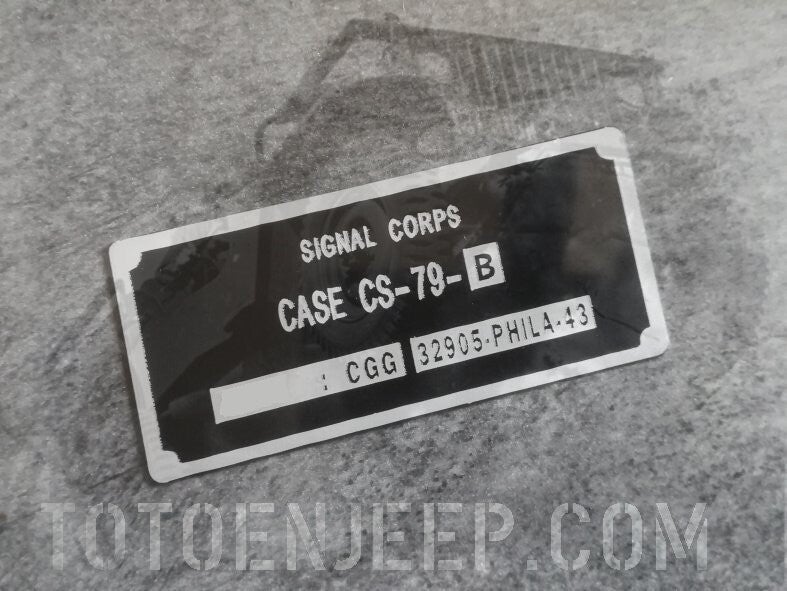 SIGNAL CORPS
CASE CS-79-B
: CGG 32905-PHILA-43
TOTOENJEEP.COM